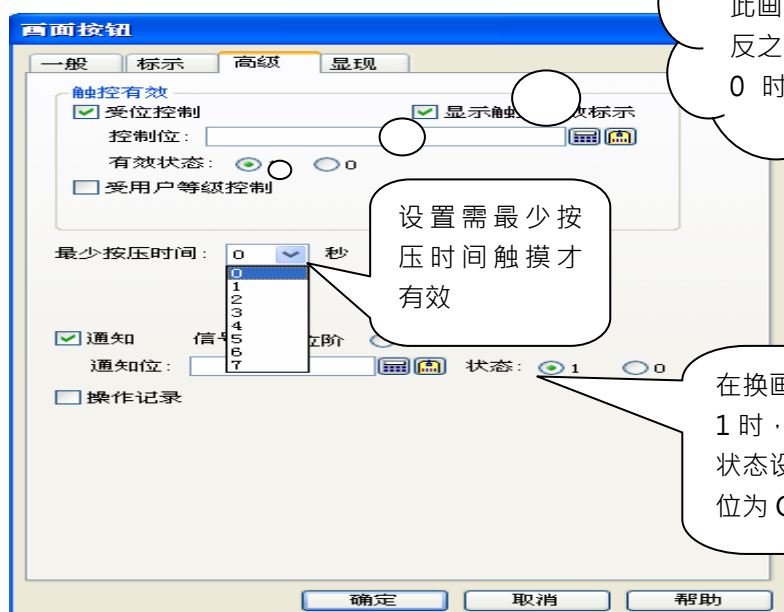 此画
反之
0 时
画面按钮
一般 标示 高级 显现
触控有效
受位控制 显示触 效标示
控制位:
有效状态: 0
受用户等级控制
设置需最少按
压时间触摸才
有效
最少按压时间: 0 秒
0
1
2
3
4
5
6
7
通知 信 位阶
通知位: 状态: 1 0
操作记录
在换画
1时，
状态设
位为
确定 取消 帮助